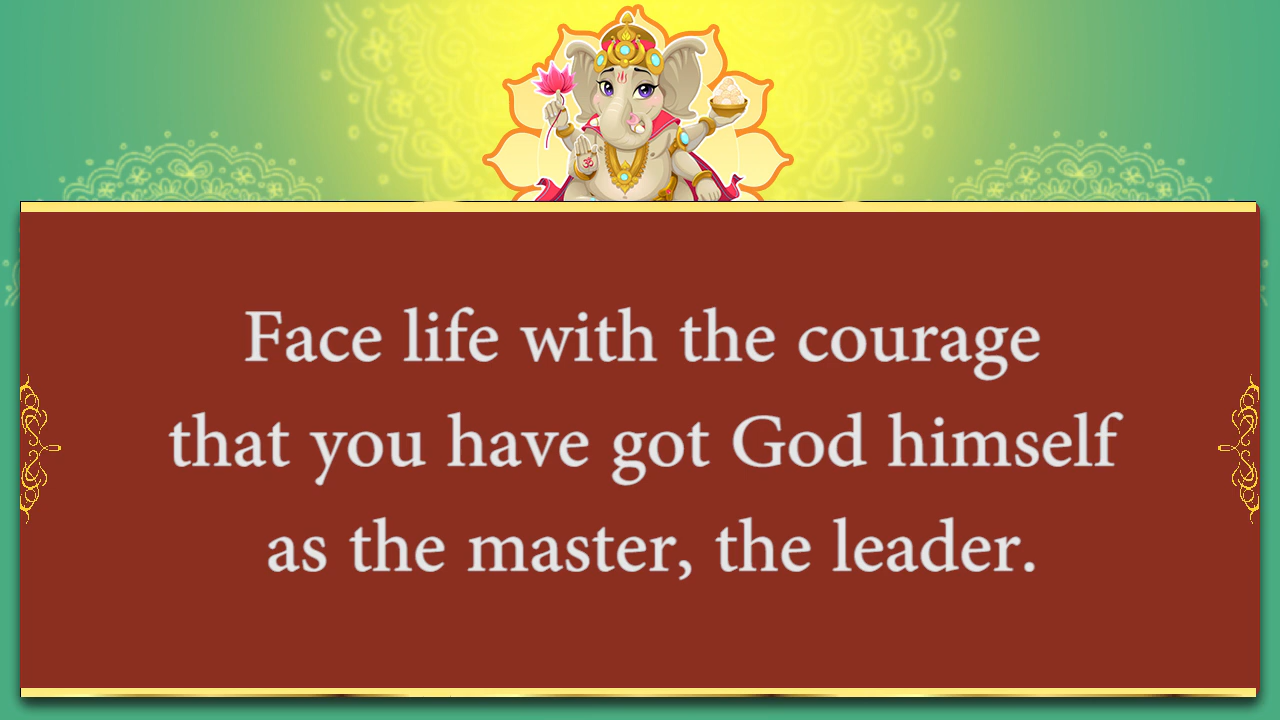 ॐ
Face life with the courage
that you have got God himself
as the master, the leader.